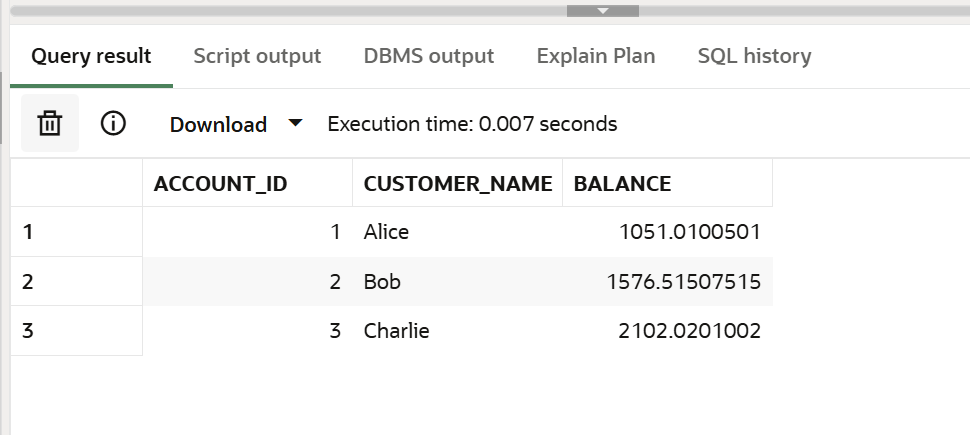 Query result Script output DBMS output Explain Plan SQL history
Download Execution time: 0.007 seconds
ACCOUNT_ID CUSTOMER_NAME BALANCE
1 1 Alice 1051.0100501
2 2 Bob 1576.51507515
3 3 Charlie 2102.0201002